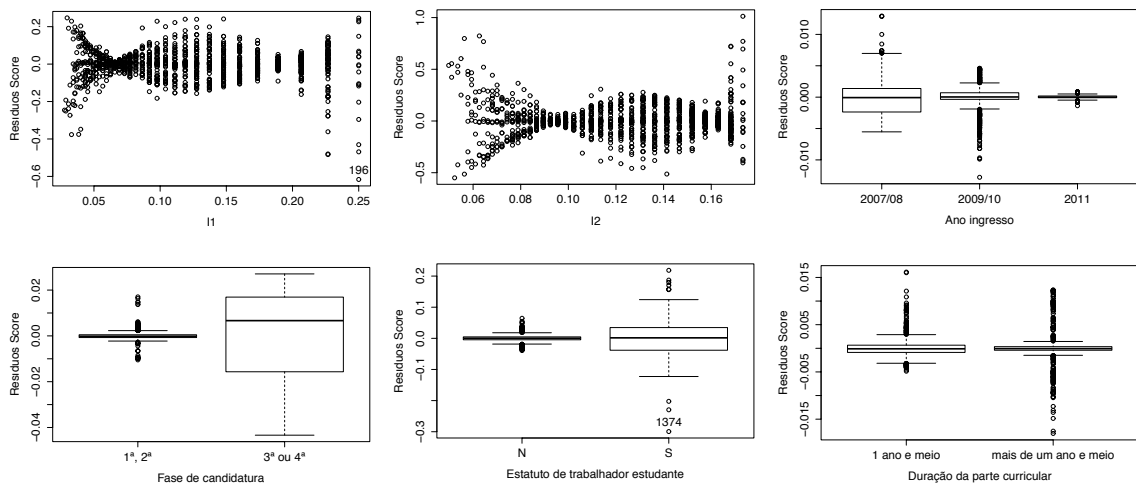 Resíduos Score
0.2
0.0
−0.2
−0.4
−0.6
196
0.05
0.10
0.15
0.20
0.25
I1
Resíduos Score
1.0
0.5
0.0
−0.5
0.06
0.08
0.10
0.12
0.14
0.16
I2
Resíduos Score
0.010
0.000
−0.010
2007/08
2009/10
2011
Ano ingresso
Resíduos Score
0.02
0.00
−0.02
−0.04
1ª, 2ª
3ª ou 4ª
Fase de candidatura
Resíduos Score
0.2
0.1
0.0
−0.1
−0.3
1374
N
S
Estatuto de trabalhador estudante
Resíduos Score
0.015
0.005
−0.005
−0.015
1 ano e meio
mais de um ano e meio
Duração da parte curricular